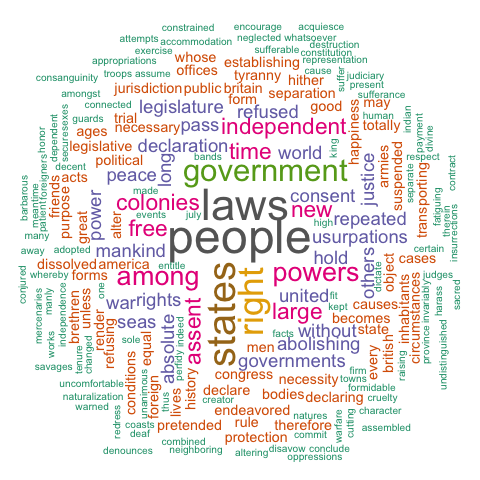 constrained encourage acquiesce
attempts accommodation neglected whatsoever
exercise whose sufferable destruction
appropriations offices establishing constitution
representation
consanguinity troops assume tyranny hither cause suffer judiciary
amongst jurisdiction public britain separation present
connected form good may sufferance
guards trial legislature refused human
ages necessary pass independent totally indian
legislative declaration time world happiness
political long bands king
decent peace government consent justice armies suspended
acts made laws new
friends purpose colonies july high repeated
barbarous meantime patient foreigners honor
dependent secure sexes
great alter power free events
many people usurpations transporting
separate respect payment divine
fatiguing therein contract insurrections
away adopted mankind entitle hold others cases certain
dissolved america among states right powers object dictate judges
whereby forms one
conjured brethren unless war rights united fit causes inhabitants circumstances
mercenaries manly independence render seas assent large kept without becomes
works tenure changed refusing sole absolute perfidy indeed facts abolishing state british
province invariably harass sacred
savages equal men governments every raising undistinguished
uncomfortable conditions foreign history congress necessity firm towns
naturalization unanimous thus lives declare bodies declaring formidable cruelty
warned creator
redress coasts endeavored natures character
deaf pretended rule therefore warfare cutting assembled
combined protection commit
denounces neighboring altering disavow conclude
oppressions